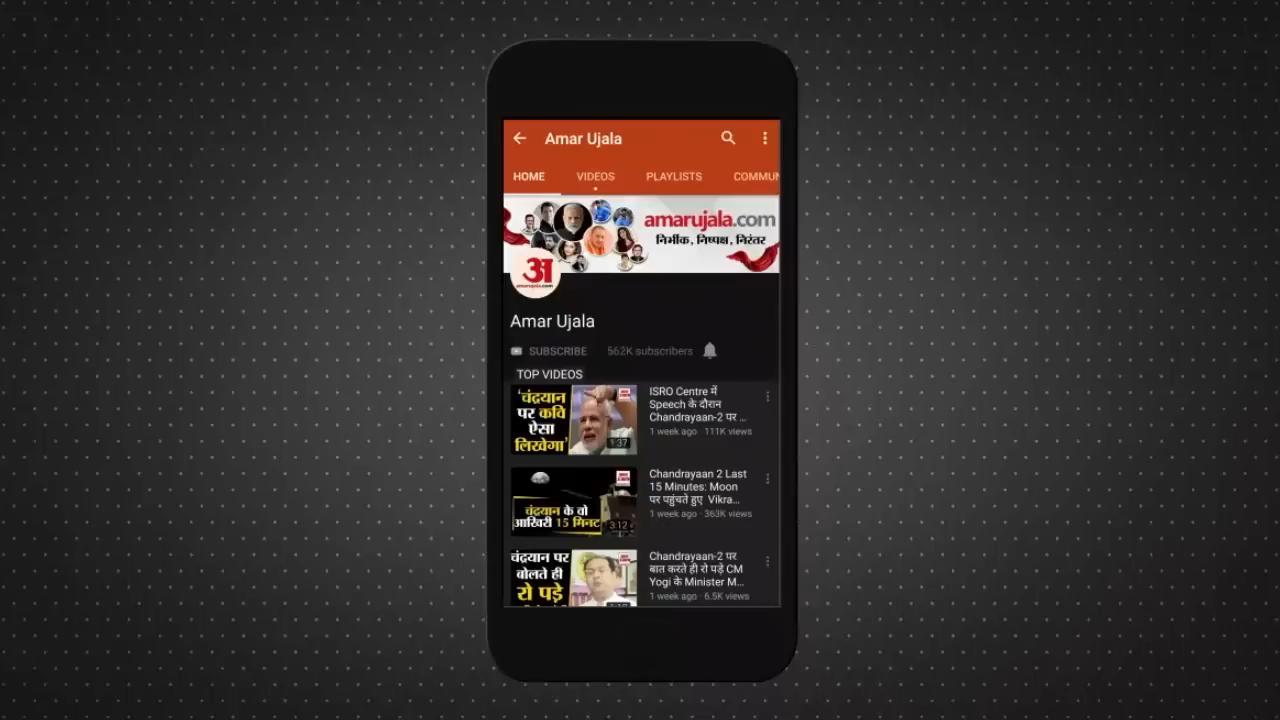 Amar Ujala
HOME VIDEOS PLAYLISTS COMMUN
amarujala.com
निर्भीक, निष्पक्ष, निरंतर
अ
amarujala.com
Amar Ujala
SUBSCRIBE 562K subscribers
TOP VIDEOS
'चंद्रयान
पर कवि
ऐसा
लिखेगा'
1:37
ISRO Centre में
Speech के दौरान
Chandrayaan-2 पर ...
1 week ago · 111K views
चंद्रयान के वो
आखिरी 15 मिनट
3:12
Chandrayaan 2 Last
15 Minutes: Moon
पर पहुंचते हुए Vikra...
1 week ago · 363K views
चंद्रयान पर
बोलते ही
रो पड़े
Chandrayaan-2 पर
बात करते ही रो पड़े CM
Yogi के Minister M...
1 week ago · 6.5K views